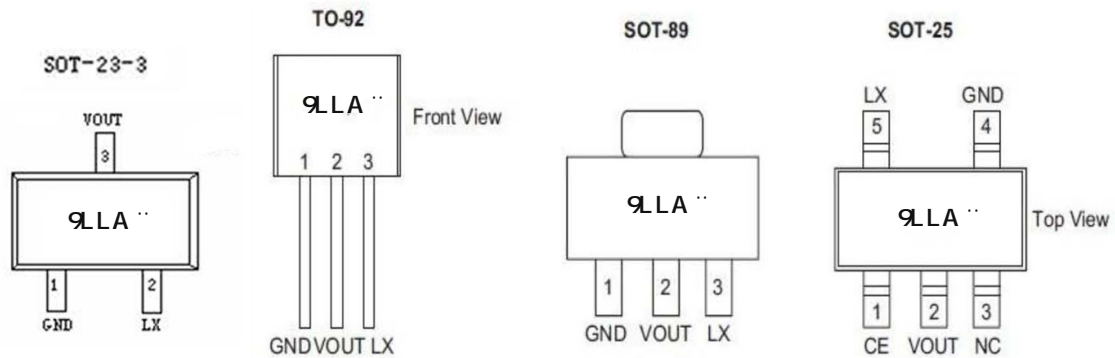 SOT-23-3
VOUT
3
9LLA ¨
1 2
GND LX
TO-92
9LLA ¨
Front View
1 2 3
GND VOUT LX
SOT-89
9LLA ¨
1 2 3
GND VOUT LX
SOT-25
LX GND
5 4
9LLA ¨
Top View
1 2 3
CE VOUT NC